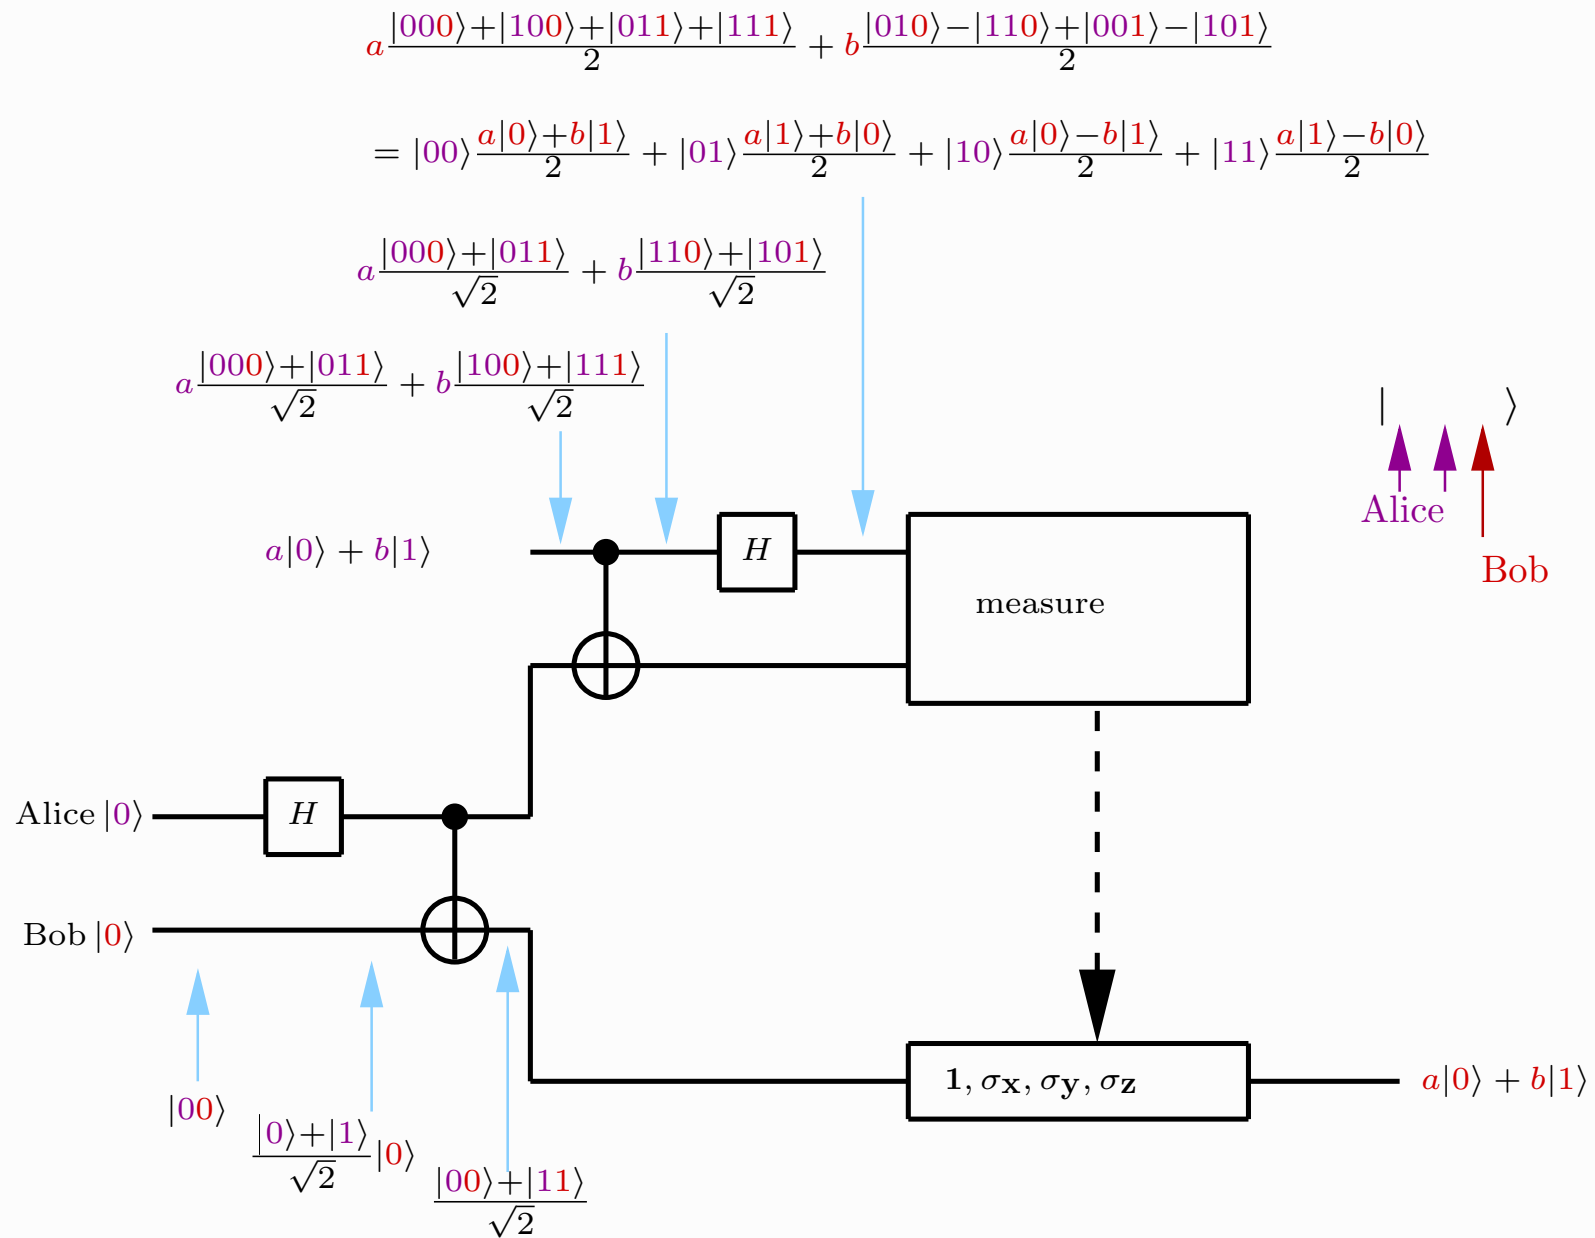 a (|000⟩+|100⟩+|011⟩+|111⟩)/2 + b (|010⟩−|110⟩+|001⟩−|101⟩)/2
= |00⟩ (a|0⟩+b|1⟩)/2 + |01⟩ (a|1⟩+b|0⟩)/2 + |10⟩ (a|0⟩−b|1⟩)/2 + |11⟩ (a|1⟩−b|0⟩)/2
a (|000⟩+|011⟩)/√2 + b (|110⟩+|101⟩)/√2
a (|000⟩+|011⟩)/√2 + b (|100⟩+|111⟩)/√2
| ⟩
Alice
Bob
a|0⟩ + b|1⟩
H
measure
Alice |0⟩
H
Bob |0⟩
1, σx, σy, σz
a|0⟩ + b|1⟩
|00⟩
(|0⟩+|1⟩)/√2 |0⟩
(|00⟩+|11⟩)/√2